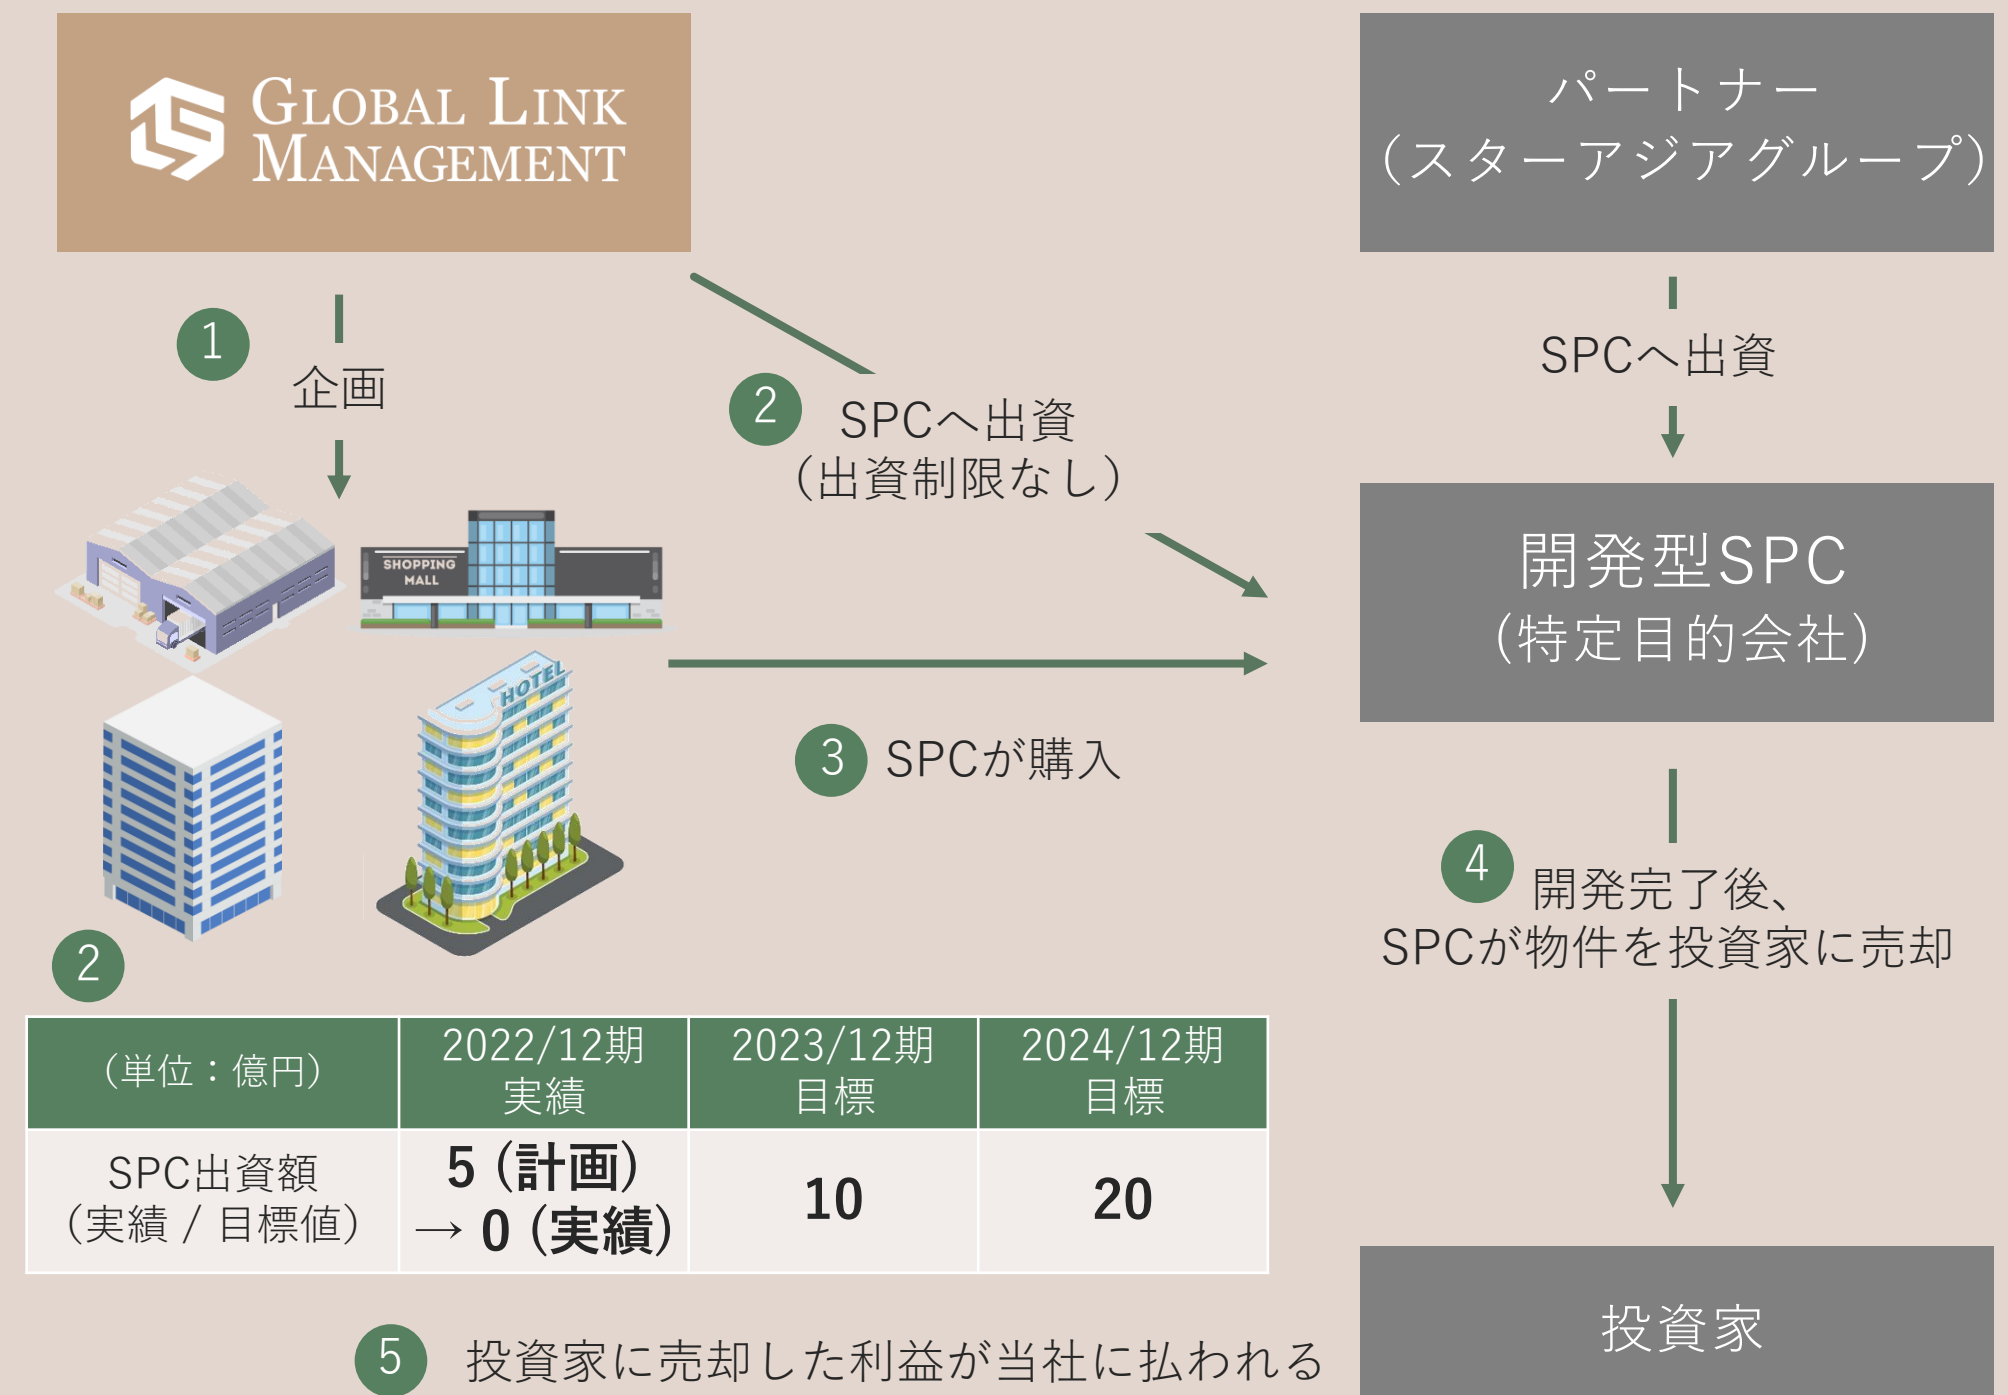 GLOBAL LINK
MANAGEMENT
パートナー
（スターアジアグループ）
1
企画
2
SPCへ出資
（出資制限なし）
SPCへ出資
SHOPPING
MALL
HOTEL
開発型SPC
（特定目的会社）
3 SPCが購入
4
開発完了後、
SPCが物件を投資家に売却
2
（単位：億円）
2022/12期
実績
2023/12期
目標
2024/12期
目標
SPC出資額
（実績 / 目標値）
5 (計画)
→ 0 (実績)
10
20
投資家
5 投資家に売却した利益が当社に払われる